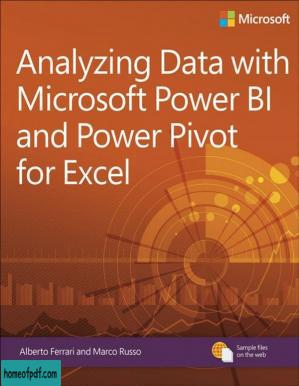 Microsoft
Analyzing Data with
Microsoft Power BI
and Power Pivot
for Excel
Alberto Ferrari and Marco Russo
Sample files
on the web
homeofpdf.com